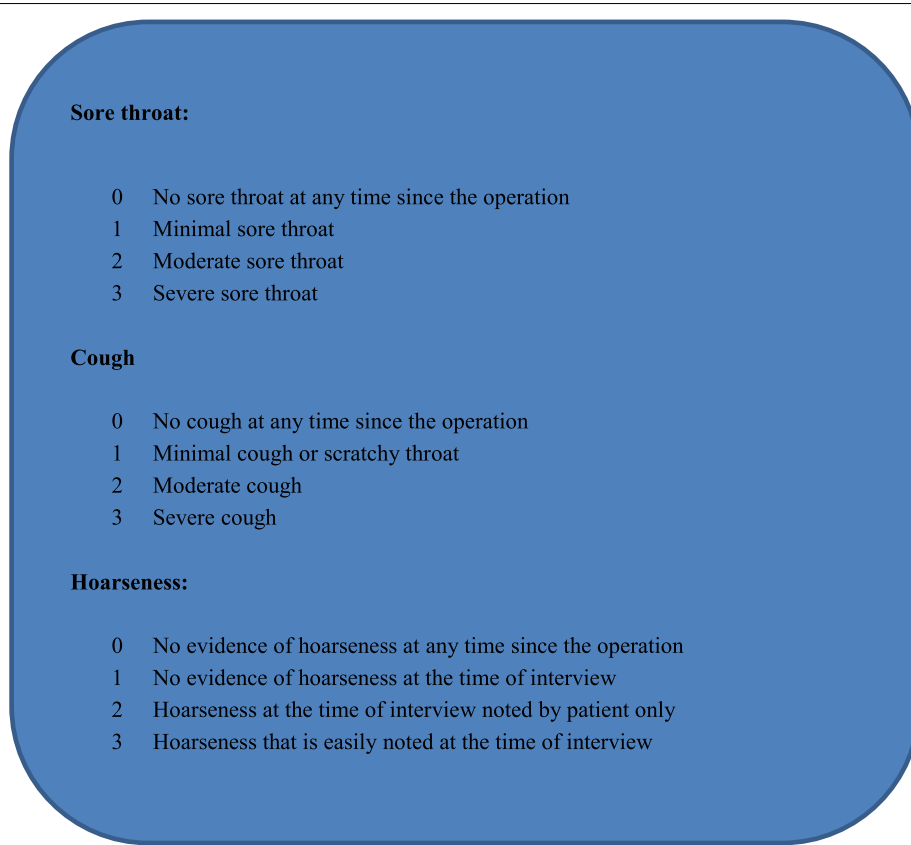 Sore throat:
0 No sore throat at any time since the operation
1 Minimal sore throat
2 Moderate sore throat
3 Severe sore throat
Cough
0 No cough at any time since the operation
1 Minimal cough or scratchy throat
2 Moderate cough
3 Severe cough
Hoarseness:
0 No evidence of hoarseness at any time since the operation
1 No evidence of hoarseness at the time of interview
2 Hoarseness at the time of interview noted by patient only
3 Hoarseness that is easily noted at the time of interview